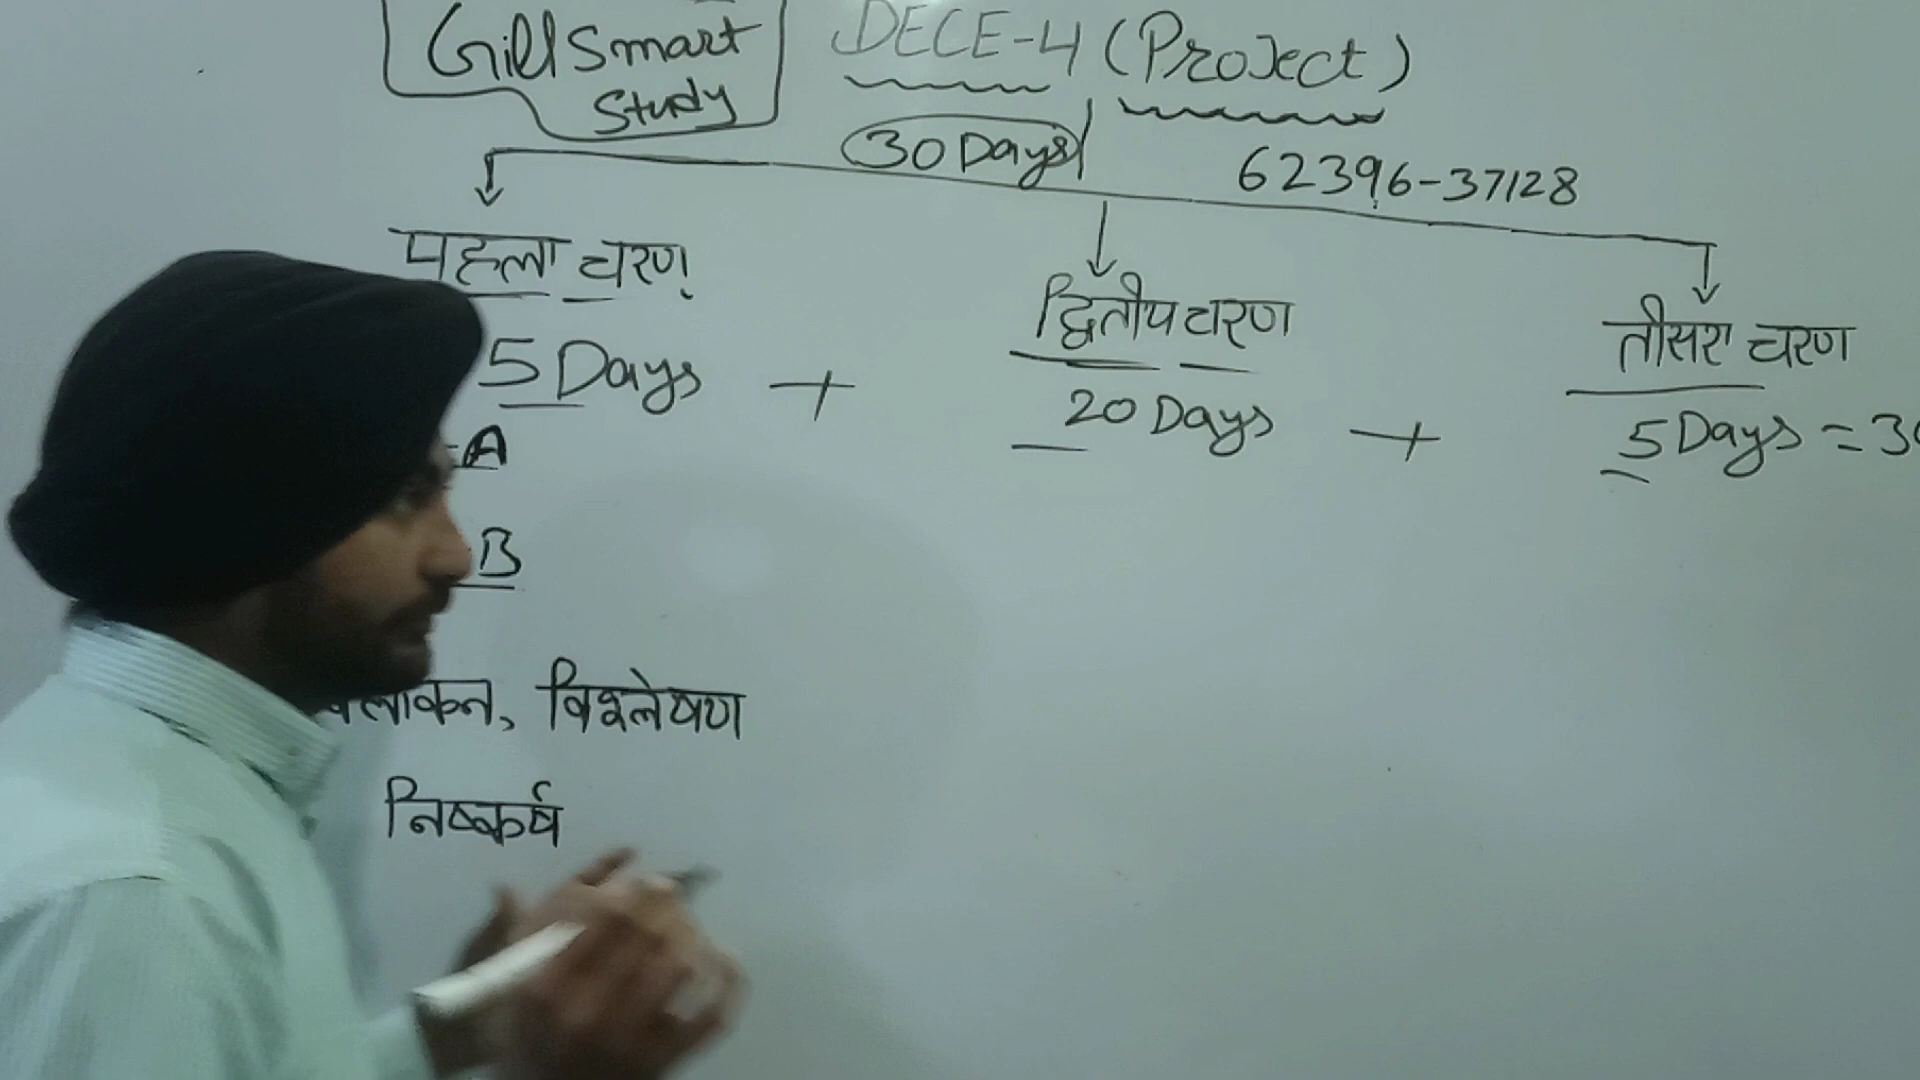 Gill Smart
Study
DECE-4 (Project)
30 Days
62396-37128
पहला चरण
5 Days
+
द्वितीय चरण
20 Days
+
तीसरा चरण
5 Days = 3
A
B
विश्लेषण
निष्कर्ष